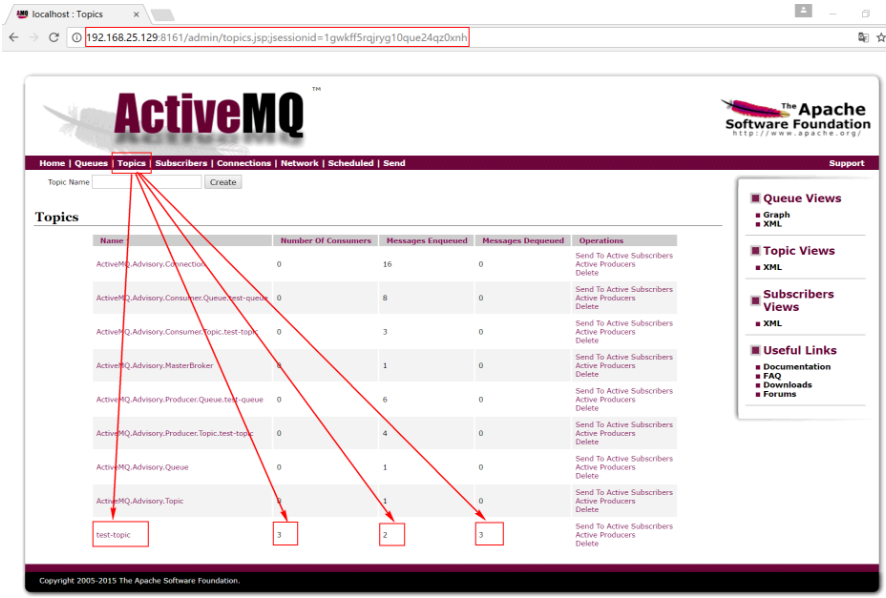 localhost : Topics
192.168.25.129:8161/admin/topics.jsp;jsessionid=1gwkff5rqjryg10que24qz0xnh
ActiveMQ ™
The Apache
Software Foundation
http://www.apache.org/
Home | Queues | Topics | Subscribers | Connections | Network | Scheduled | Send
Support
Topic Name
Create
Topics
Name Number Of Consumers Messages Enqueued Messages Dequeued Operations
ActiveMQ.Advisory.Connection 0 16 0 Send To Active Subscribers
Active Producers
Delete
ActiveMQ.Advisory.Consumer.Queue.test-queue 0 8 0 Send To Active Subscribers
Active Producers
Delete
ActiveMQ.Advisory.Consumer.Topic.test-topic 0 3 0 Send To Active Subscribers
Active Producers
Delete
ActiveMQ.Advisory.MasterBroker 0 1 0 Send To Active Subscribers
Active Producers
Delete
ActiveMQ.Advisory.Producer.Queue.test-queue 0 6 0 Send To Active Subscribers
Active Producers
Delete
ActiveMQ.Advisory.Producer.Topic.test-topic 0 4 0 Send To Active Subscribers
Active Producers
Delete
ActiveMQ.Advisory.Queue 0 1 0 Send To Active Subscribers
Active Producers
Delete
ActiveMQ.Advisory.Topic 0 1 0 Send To Active Subscribers
Active Producers
Delete
test-topic 3 2 3 Send To Active Subscribers
Active Producers
Delete
Queue Views
Graph
XML
Topic Views
XML
Subscribers
Views
XML
Useful Links
Documentation
FAQ
Downloads
Forums
Copyright 2005-2015 The Apache Software Foundation.